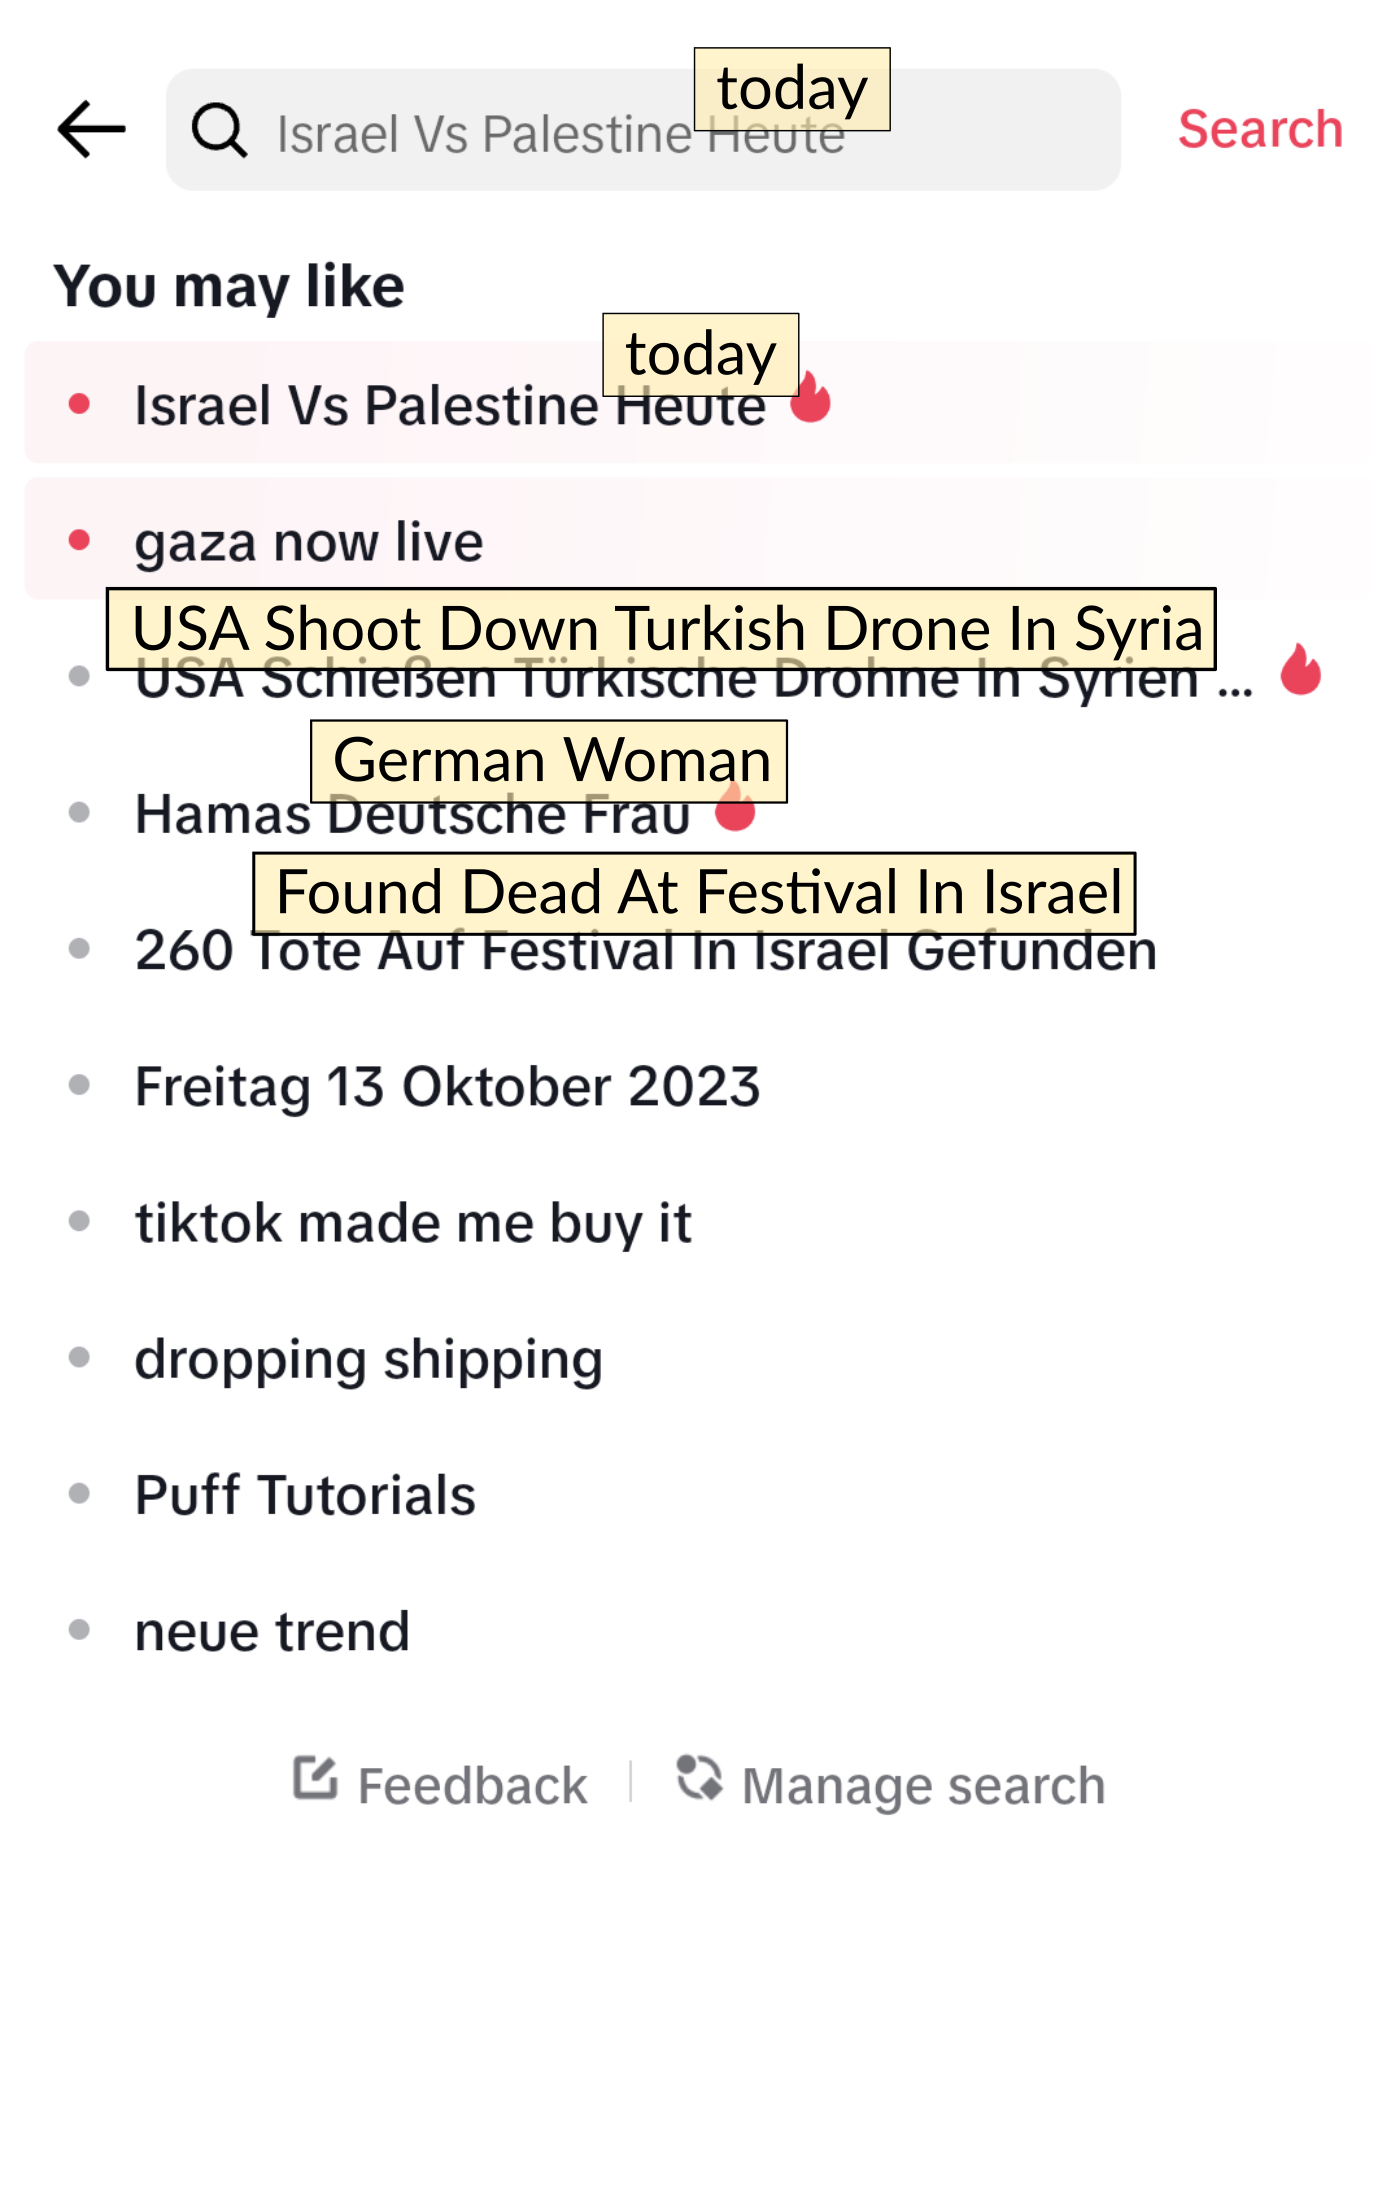 today
Israel Vs Palestine Heute
Search
You may like
today
Israel Vs Palestine Heute
gaza now live
USA Shoot Down Turkish Drone In Syria
USA Schießen Türkische Drohne In Syrien ...
German Woman
Hamas Deutsche Frau
Found Dead At Festival In Israel
260 Tote Auf Festival In Israel Gefunden
Freitag 13 Oktober 2023
tiktok made me buy it
dropping shipping
Puff Tutorials
neue trend
Feedback
Manage search